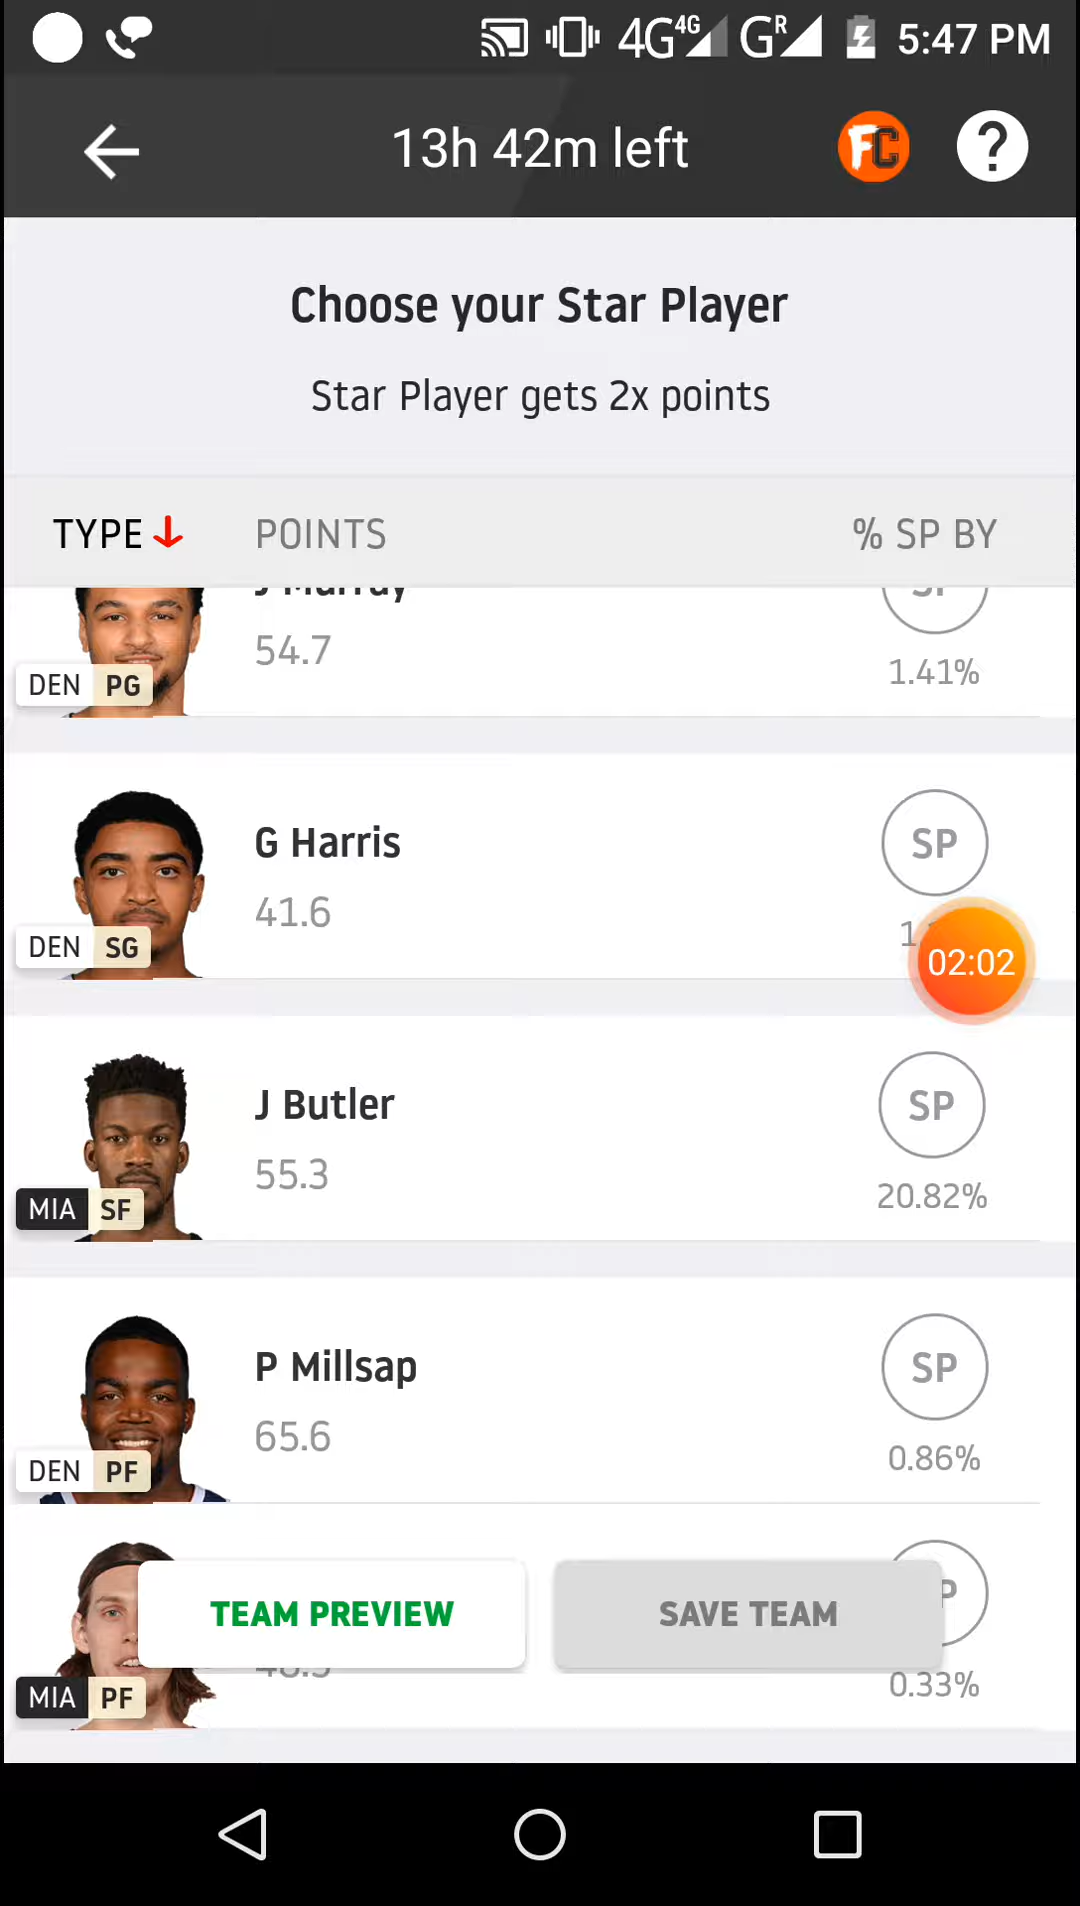 4G 4G G R 5:47 PM
13h 42m left
FC ?
Choose your Star Player
Star Player gets 2x points
TYPE POINTS % SP BY
J Murray
54.7
1.41%
DEN PG
G Harris
SP
41.6
02:02
DEN SG
J Butler
SP
55.3
20.82%
MIA SF
P Millsap
SP
65.6
0.86%
DEN PF
TEAM PREVIEW SAVE TEAM
0.33%
MIA PF